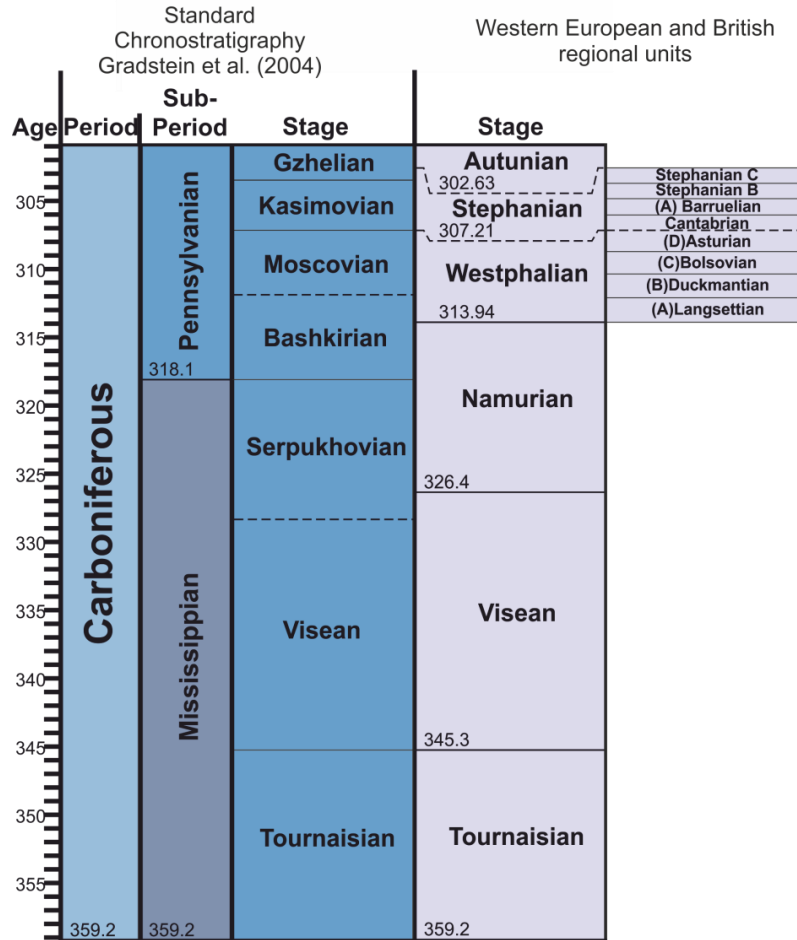 Standard
Chronostratigraphy
Gradstein et al. (2004)
Western European and British
regional units
Age
Period
Sub-
Period
Stage
Stage
305
310
315
320
325
330
335
340
345
350
355
Carboniferous
359.2
Pennsylvanian
318.1
Mississippian
359.2
Gzhelian
Kasimovian
Moscovian
Bashkirian
Serpukhovian
Visean
Tournaisian
Autunian
302.63
Stephanian
307.21
Westphalian
313.94
Namurian
326.4
Visean
345.3
Tournaisian
359.2
Stephanian C
Stephanian B
(A) Barruelian
Cantabrian
(D)Asturian
(C)Bolsovian
(B)Duckmantian
(A)Langsettian